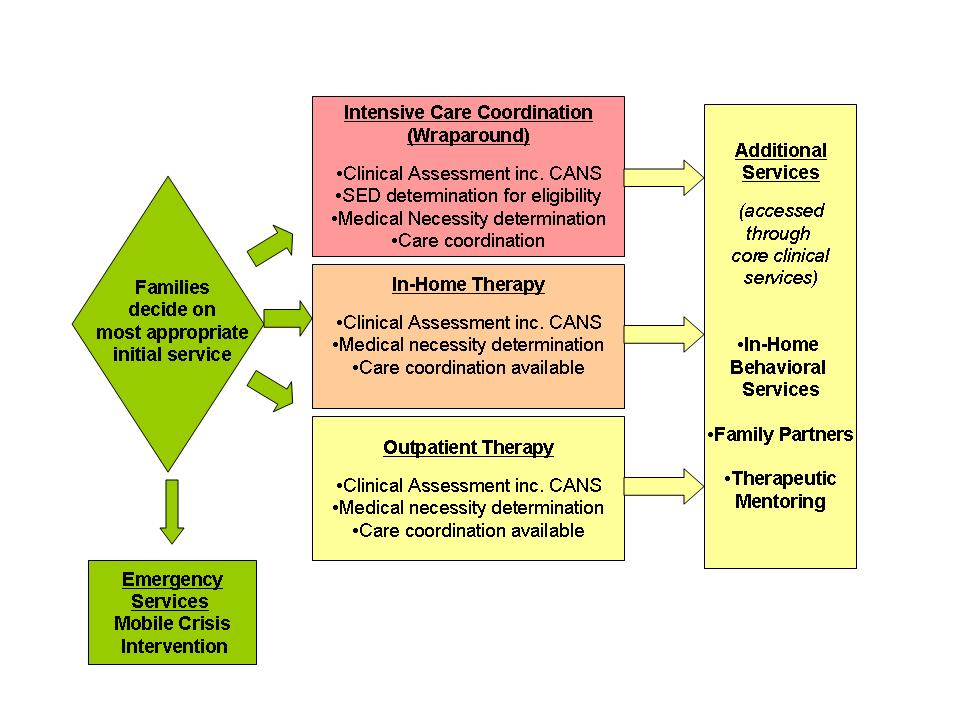 Intensive Care Coordination
(Wraparound)
•Clinical Assessment inc. CANS
•SED determination for eligibility
•Medical Necessity determination
•Care coordination
Families
decide on
most appropriate
initial service
In-Home Therapy
•Clinical Assessment inc. CANS
•Medical necessity determination
•Care coordination available
Outpatient Therapy
•Clinical Assessment inc. CANS
•Medical necessity determination
•Care coordination available
Additional
Services
(accessed
through
core clinical
services)
•In-Home
Behavioral
Services
•Family Partners
•Therapeutic
Mentoring
Emergency
Services
Mobile Crisis
Intervention